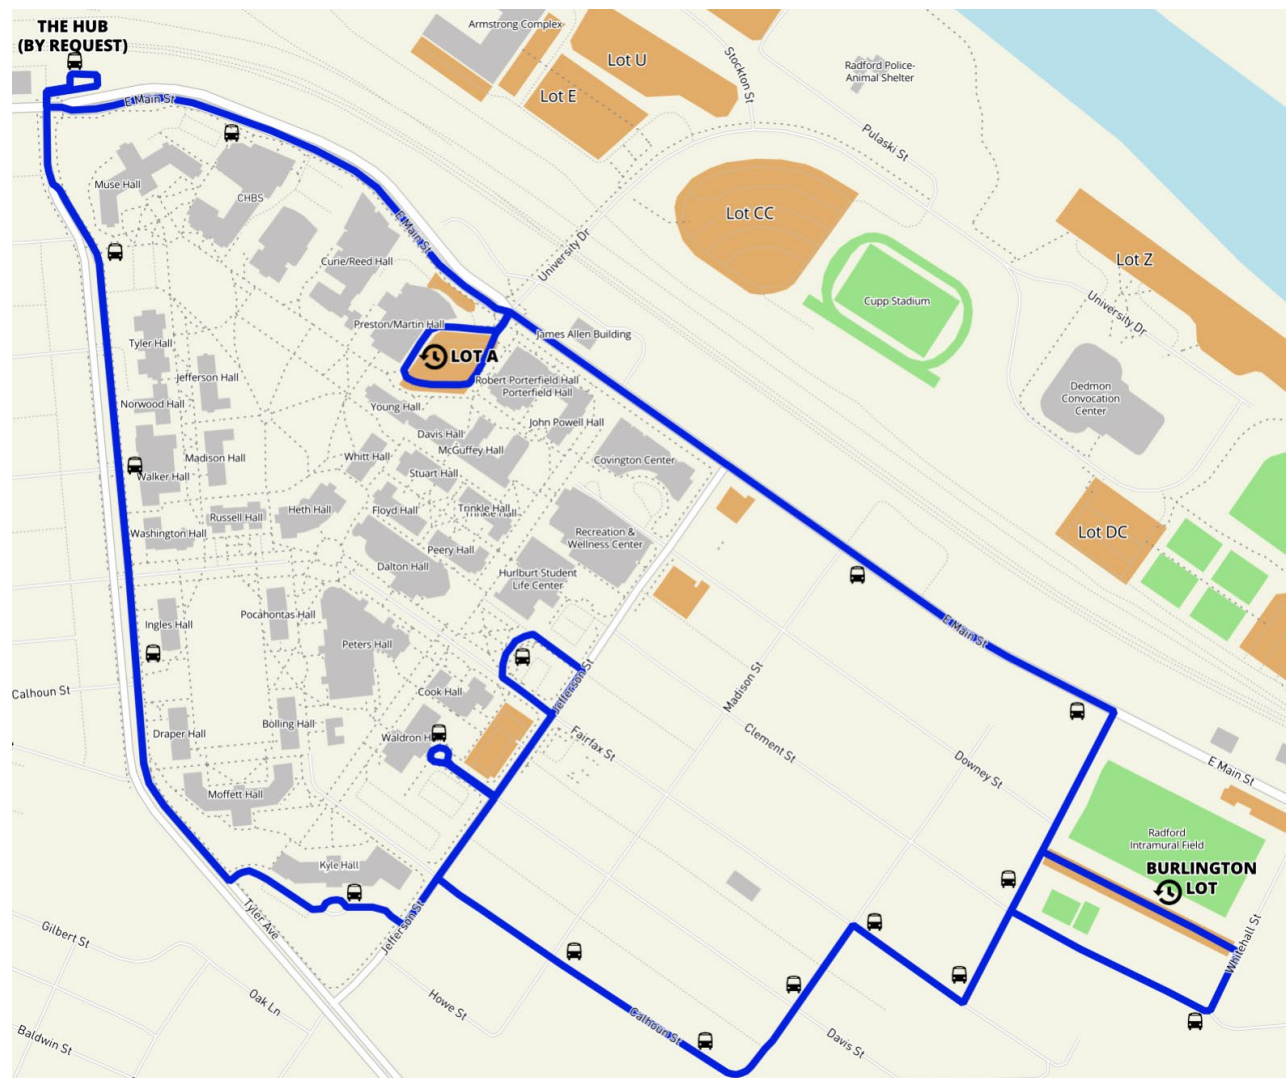 THE HUB
(BY REQUEST)
Armstrong Complex
Lot U
Lot E
Stockton St
Radford Police-
Animal Shelter
Pulaski St
E Main St
Muse Hall
CHBS
Lot CC
E Main St
University Dr
Curie/Reed Hall
Lot Z
Cupp Stadium
University Dr
Preston/Martin Hall
James Allen Building
Tyler Hall
LOT A
Jefferson Hall
Robert Porterfield Hall
Porterfield Hall
Dedmon
Convocation
Center
Norwood Hall
Young Hall
John Powell Hall
Davis Hall
McGuffey Hall
Madison Hall
Whitt Hall
Covington Center
Walker Hall
Stuart Hall
Russell Hall
Heth Hall
Floyd Hall
Trinkle Hall
Trinkle Hall
Washington Hall
Recreation &
Wellness Center
Lot DC
Peery Hall
Dalton Hall
Hurlburt Student
Life Center
Ingles Hall
Pocahontas Hall
Peters Hall
E Main St
Calhoun St
Cook Hall
Jefferson St
Madison St
Draper Hall
Bolling Hall
Waldron H
Fairfax St
Clement St
Downey St
E Main St
Moffett Hall
Radford
Intramural Field
Kyle Hall
BURLINGTON
LOT
Tyler Ave
Jefferson St
Gilbert St
Whitehall St
Oak Ln
Howe St
Calhoun St
Davis St
Baldwin St